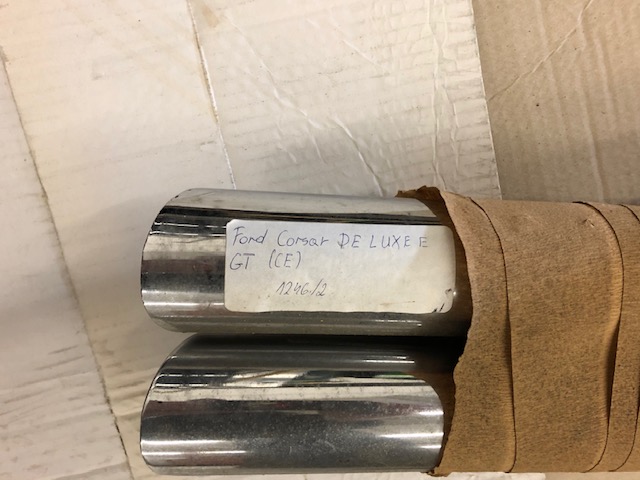 Ford Corsar DE LUXE E
GT (CE)
1246/2